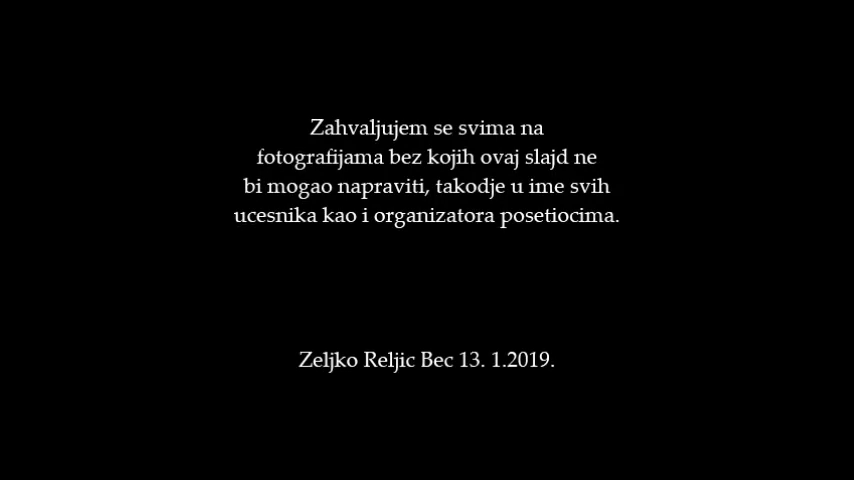 Zahvaljujem se svima na
fotografijama bez kojih ovaj slajd ne
bi mogao napraviti, takodje u ime svih
ucesnika kao i organizatora posetiocima.
Zeljko Reljic Bec 13. 1.2019.